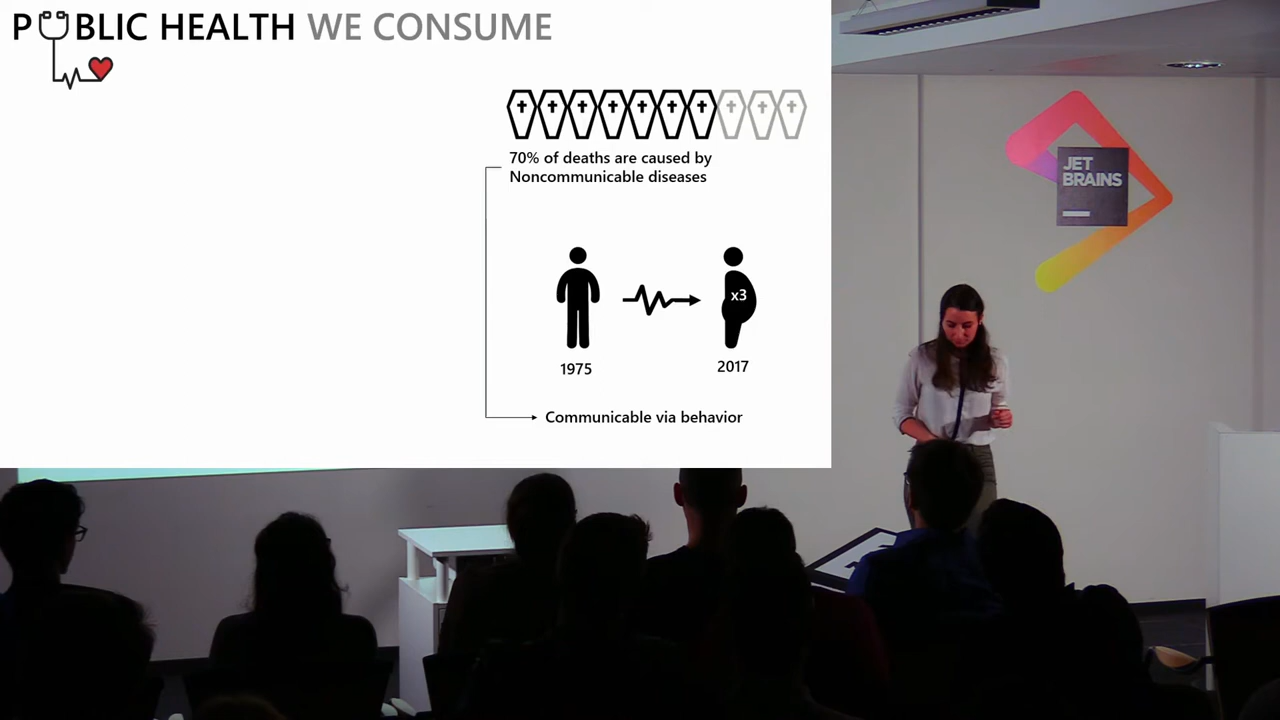 PUBLIC HEALTH WE CONSUME
70% of deaths are caused by
Noncommunicable diseases
x3
1975
2017
Communicable via behavior
JET
BRAINS